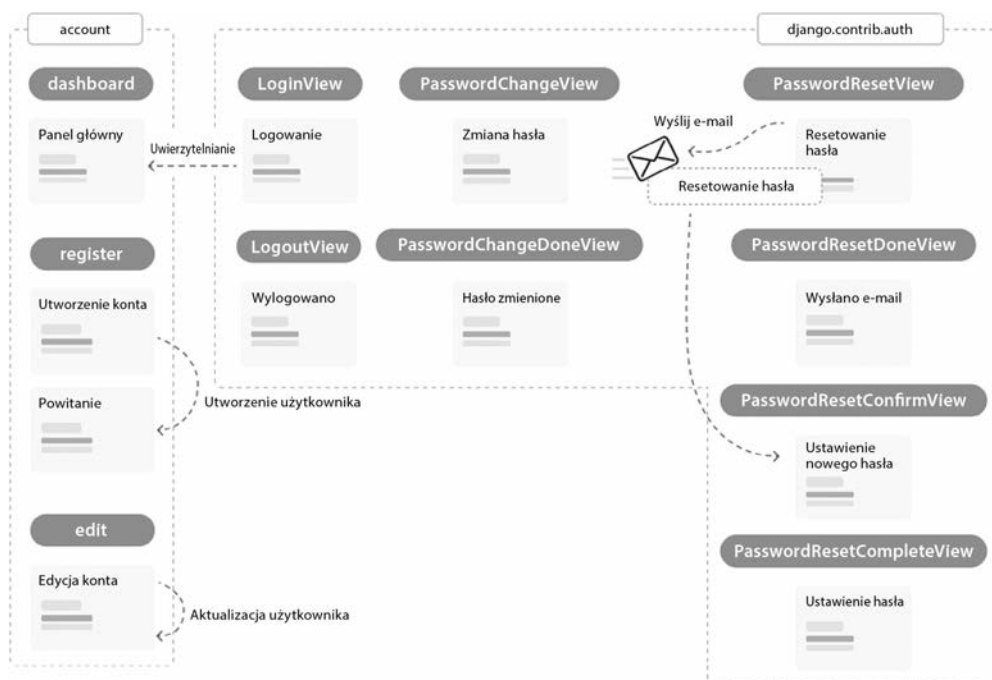 account
django.contrib.auth
dashboard
LoginView
PasswordChangeView
PasswordResetView
Panel główny
Uwierzytelnianie
Logowanie
Zmiana hasła
Wyślij e-mail
Resetowanie
hasła
Resetowanie hasła
register
LogoutView
PasswordChangeDoneView
PasswordResetDoneView
Utworzenie konta
Wylogowano
Hasło zmienione
Wysłano e-mail
Powitanie
Utworzenie użytkownika
PasswordResetConfirmView
Ustawienie
nowego hasła
edit
PasswordResetCompleteView
Edycja konta
Aktualizacja użytkownika
Ustawienie hasła